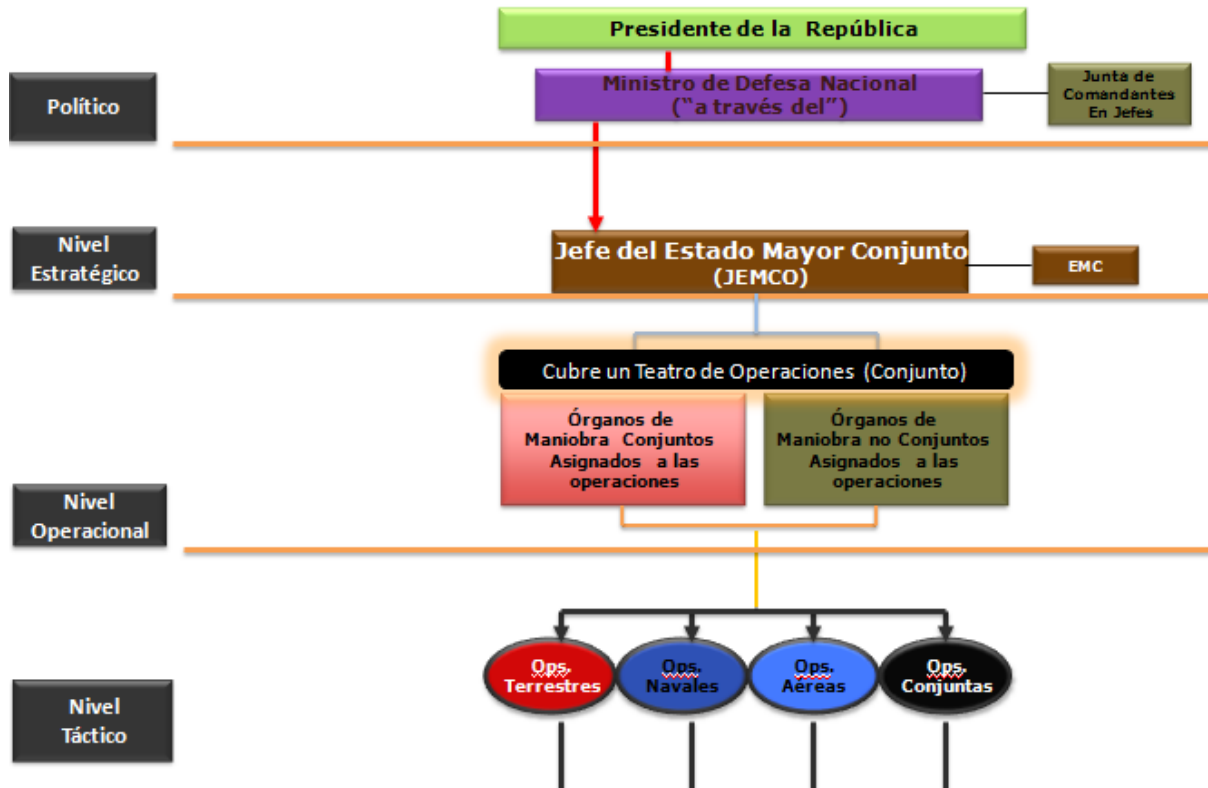 Presidente de la República
Político
Ministro de Defesa Nacional
(“a través del”)
Junta de
Comandantes
En Jefes
Nivel
Estratégico
Jefe del Estado Mayor Conjunto
(JEMCO)
EMC
Cubre un Teatro de Operaciones (Conjunto)
Órganos de
Maniobra Conjuntos
Asignados a las
operaciones
Órganos de
Maniobra no Conjuntos
Asignados a las
operaciones
Nivel
Operacional
Ops.
Terrestres
Ops.
Navales
Ops.
Aéreas
Ops.
Conjuntas
Nivel
Táctico